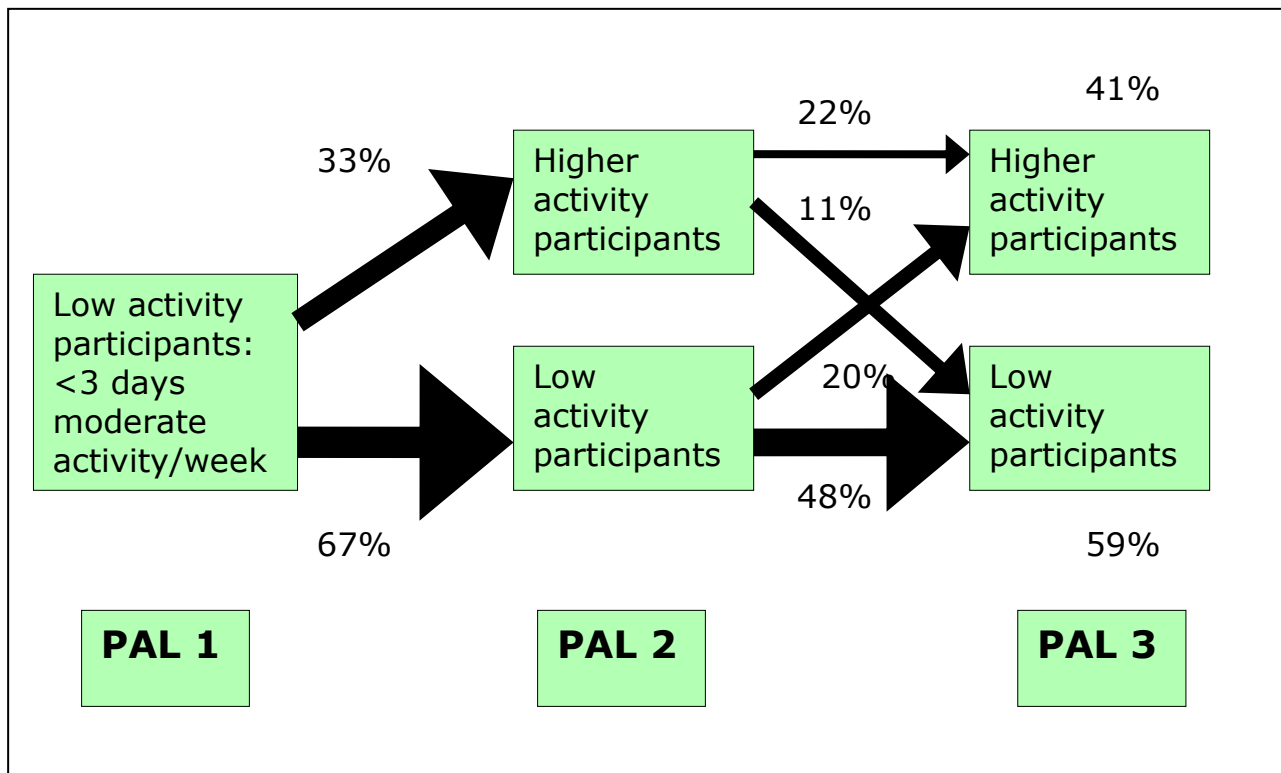 41%
22%
33%
Higher
activity
participants
Higher
activity
participants
11%
Low activity
participants:
<3 days
moderate
activity/week
Low
activity
participants
20%
Low
activity
participants
48%
67%
59%
PAL 1
PAL 2
PAL 3